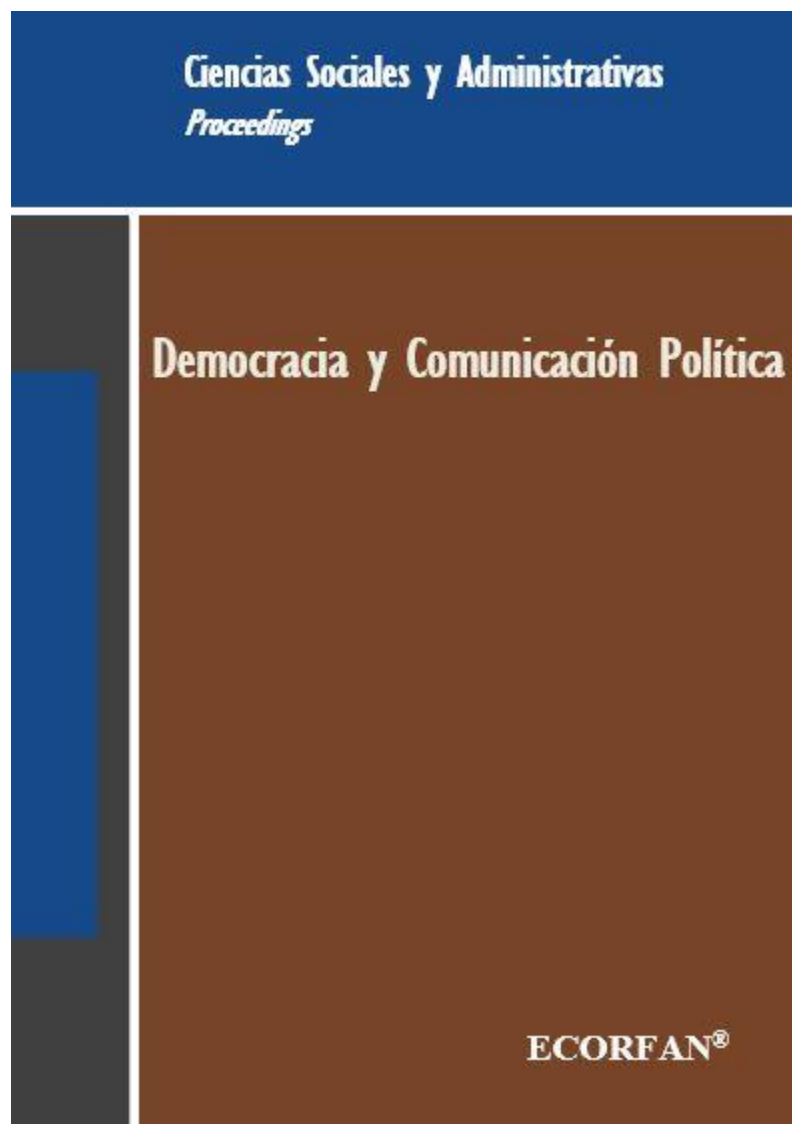 Ciencias Sociales y Administrativas
Proceedings
Democracia y Comunicación Política
ECORFAN®